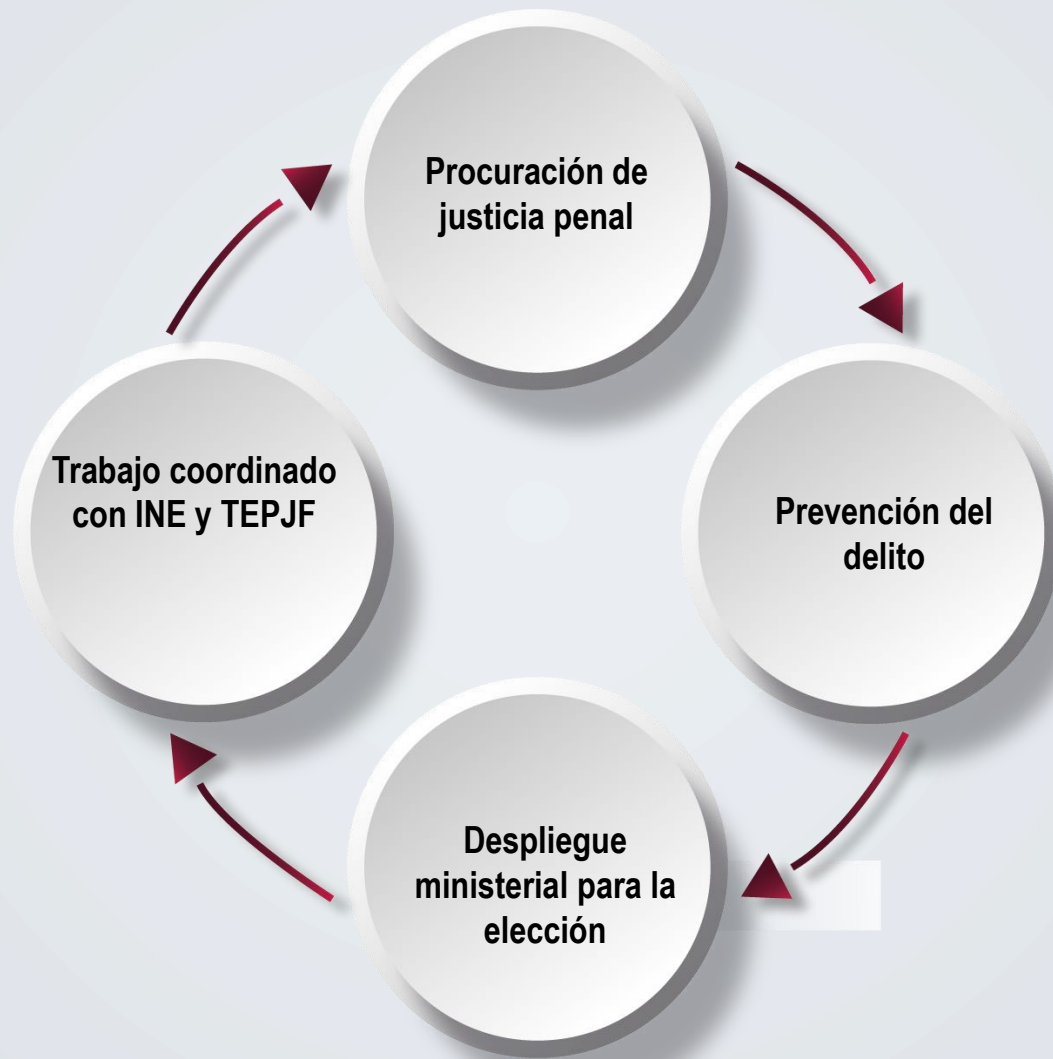 Procuración de
justicia penal
Prevención del
delito
Despliegue
ministerial para la
elección
Trabajo coordinado
con INE y TEPJF